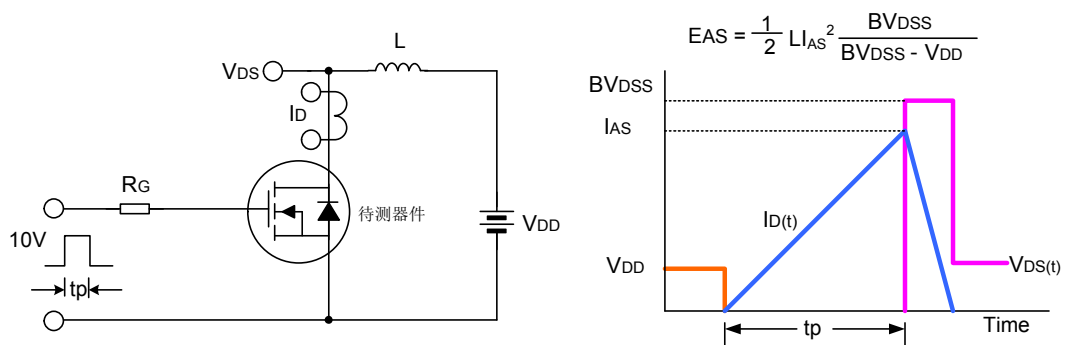 VDS
L
ID
RG
待测器件
10V
VDD
tp
EAS = 1/2 LIAS² BVDSS/(BVDSS - VDD)
BVDSS
IAS
ID(t)
VDD
VDS(t)
tp
Time